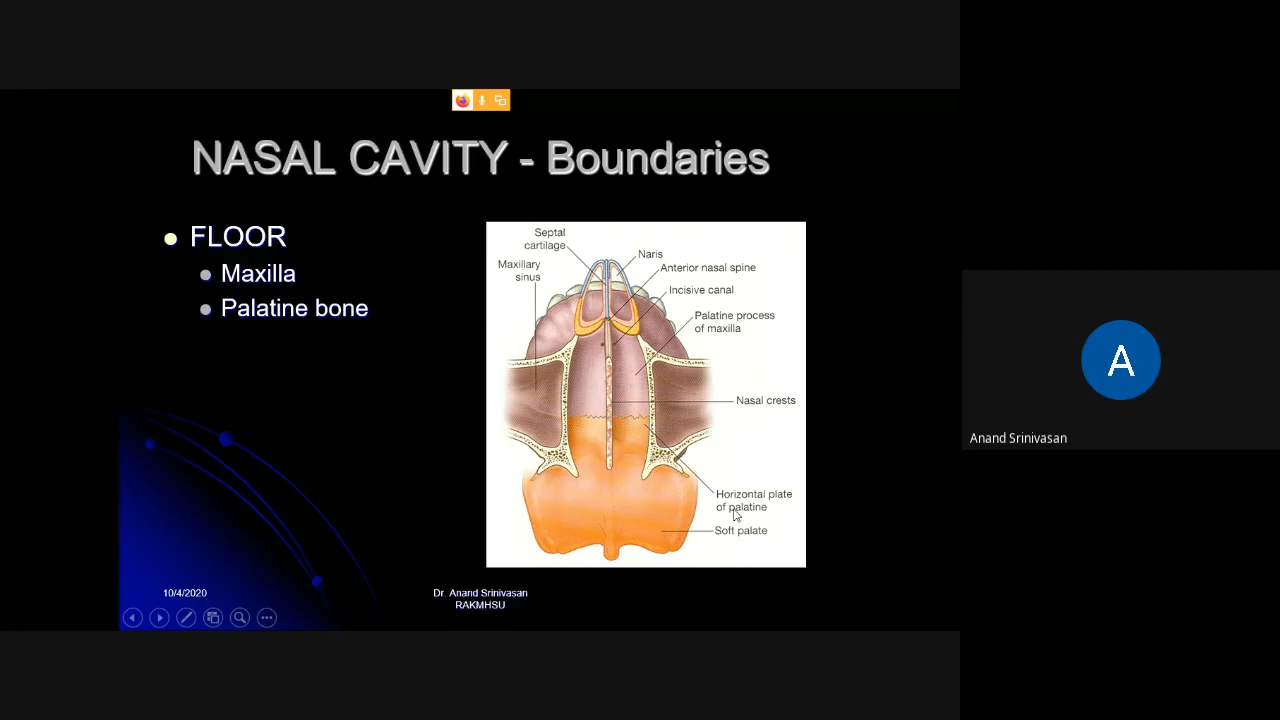 NASAL CAVITY - Boundaries
FLOOR
Maxilla
Palatine bone
Septal
cartilage
Maxillary
sinus
Naris
Anterior nasal spine
Incisive canal
Palatine process
of maxilla
Nasal crests
Horizontal plate
of palatine
Soft palate
10/4/2020
Dr. Anand Srinivasan
RAKMHSU
A
Anand Srinivasan